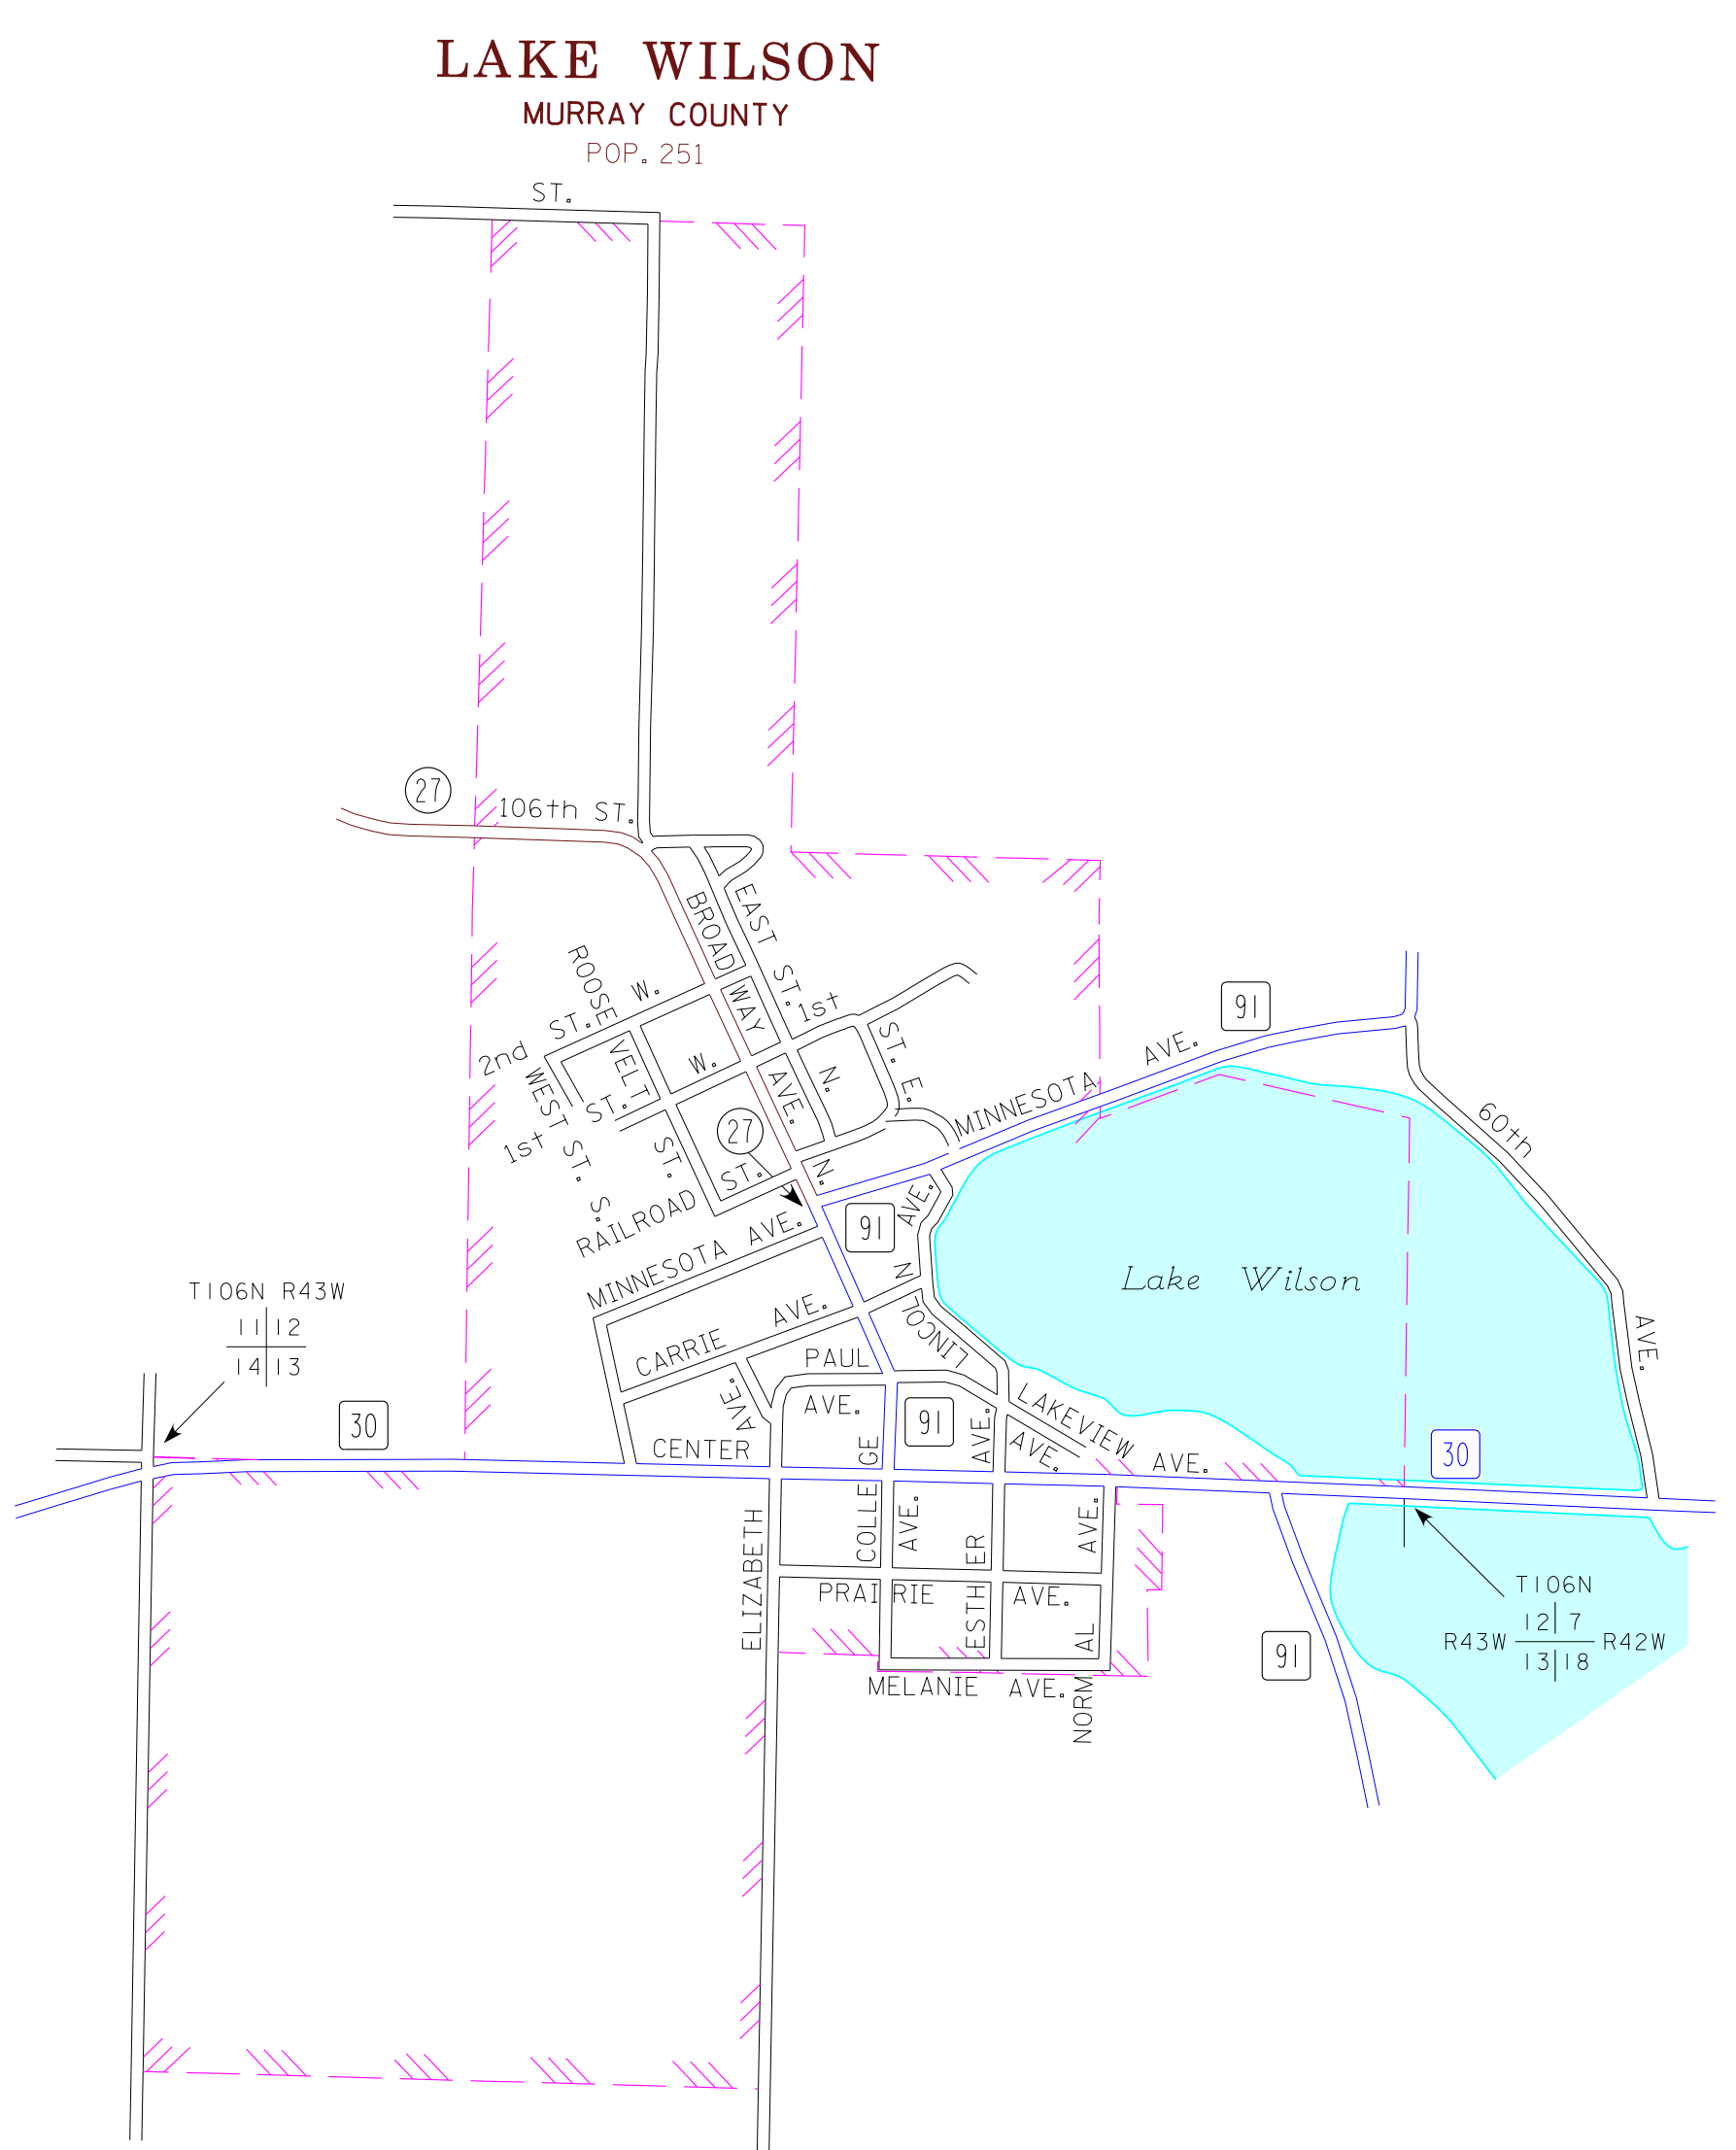 LAKE WILSON
MURRAY COUNTY
POP. 251
ST.
27
106th ST.
BROADWAY AVE. N.
EAST ST. N.
ROOSEVELT ST.
2nd ST. W.
1st ST. W.
1st ST. E.
WEST ST. S.
27
RAILROAD ST.
91
MINNESOTA AVE.
60th AVE.
MINNESOTA AVE.
91
LINCOLN AVE.
Lake Wilson
T106N R43W
11 12
14 13
CARRIE AVE.
PAUL AVE.
AVE.
30
CENTER AVE.
91
LAKEVIEW AVE.
30
COLLEGE AVE.
ESTHER AVE.
NORMAL AVE.
ELIZABETH
PRAIRIE AVE.
MELANIE AVE.
91
T106N
12 7
R43W R42W
13 18